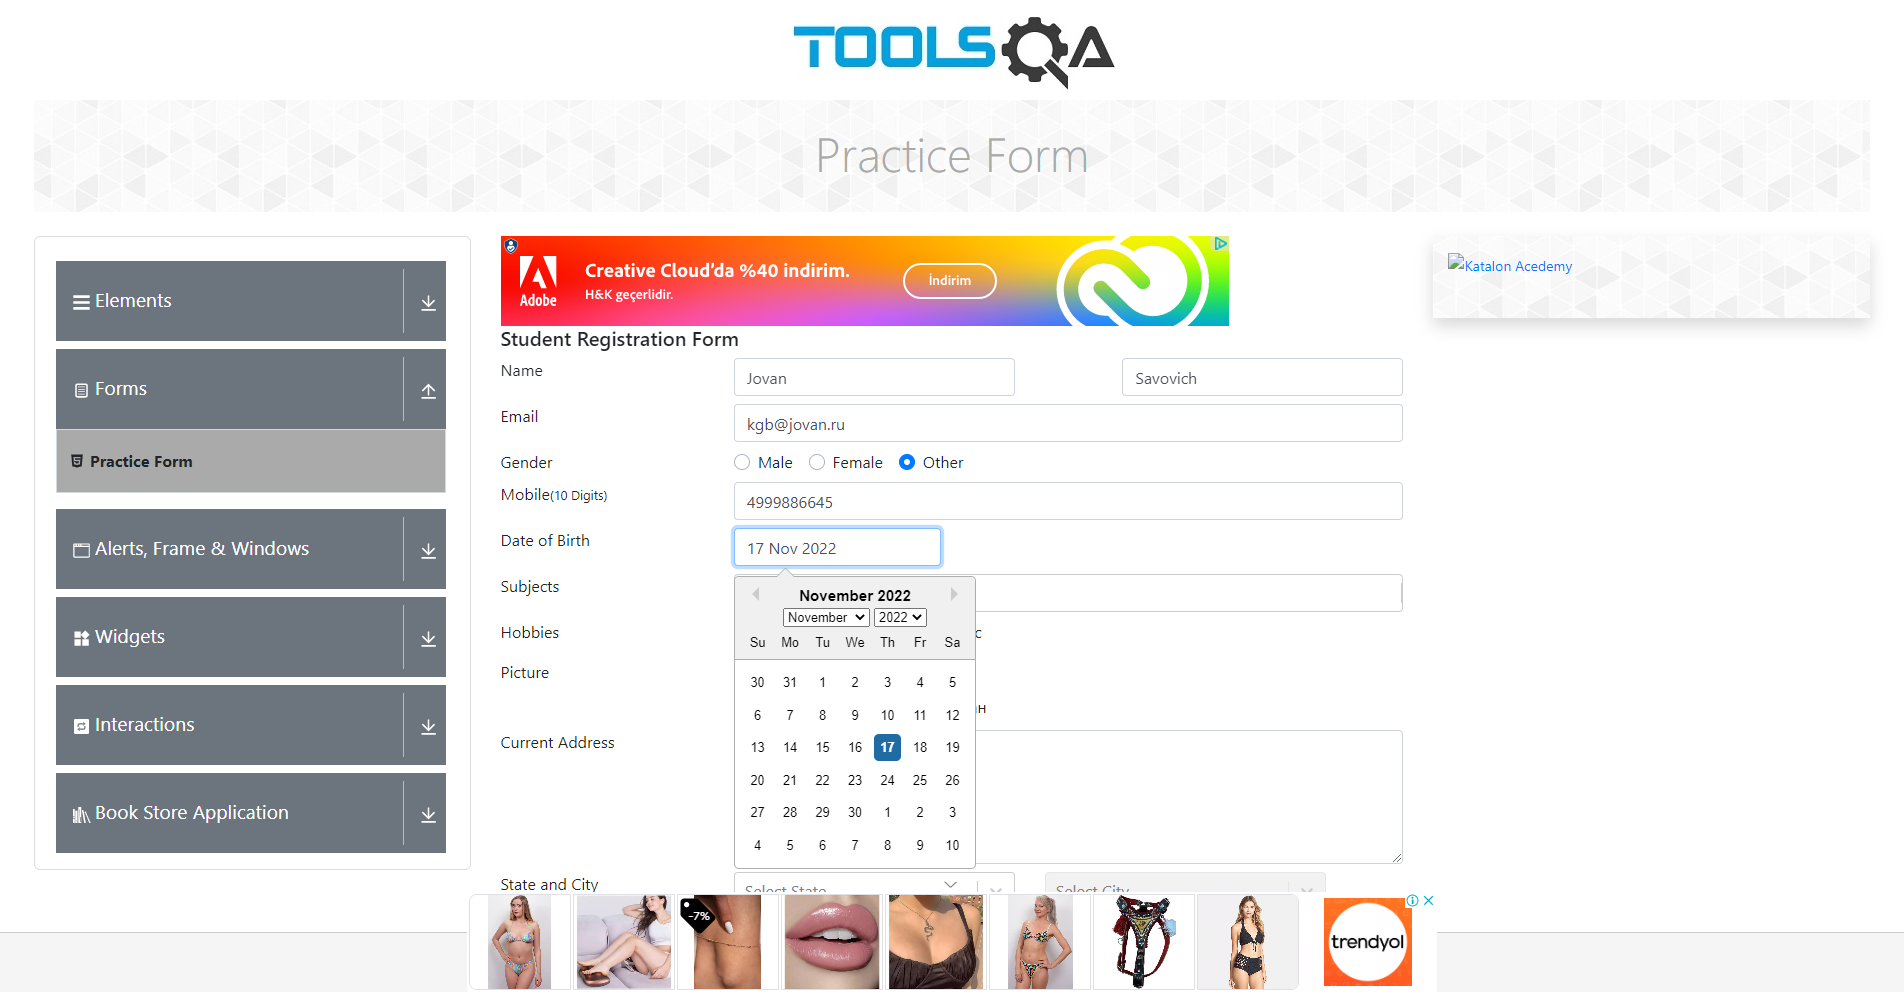 TOOLSQA
Practice Form
Elements
Forms
Practice Form
Alerts, Frame & Windows
Widgets
Interactions
Book Store Application
Adobe
Creative Cloud’da %40 indirim.
H&K geçerlidir.
İndirim
Katalon Acedemy
Student Registration Form
Name
Jovan
Savovich
Email
kgb@jovan.ru
Gender
Male
Female
Other
Mobile(10 Digits)
4999886645
Date of Birth
17 Nov 2022
November 2022
November 2022
Su Mo Tu We Th Fr Sa
30 31 1 2 3 4 5
6 7 8 9 10 11 12
13 14 15 16 17 18 19
20 21 22 23 24 25 26
27 28 29 30 1 2 3
4 5 6 7 8 9 10
Subjects
Hobbies
c
Picture
н
Current Address
State and City
Select State
Select City
-7%
trendyol